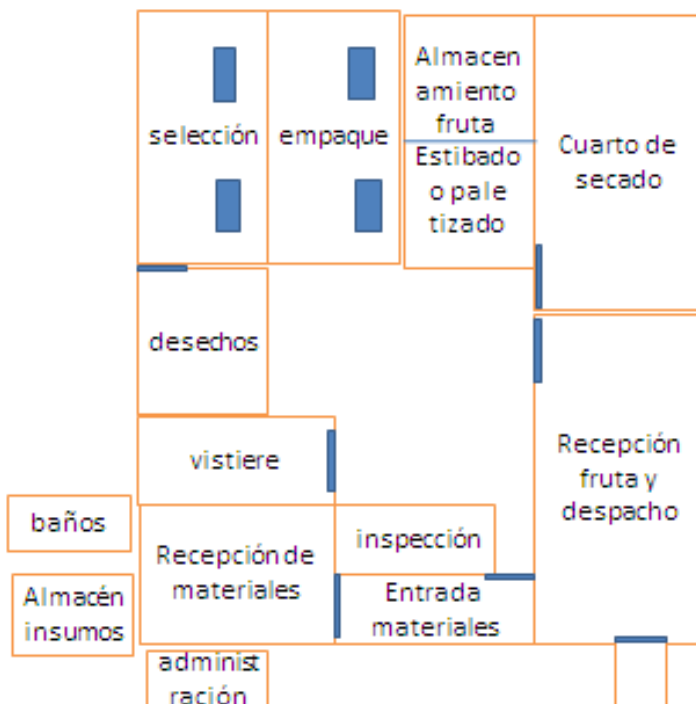 selección
empaque
Almacen
amiento
fruta
Estibado
o pale
tizado
Cuarto de
secado
desechos
vistiere
Recepción
fruta y
despacho
baños
Recepción de
materiales
inspección
Almacén
insumos
Entrada
materiales
administ
ración